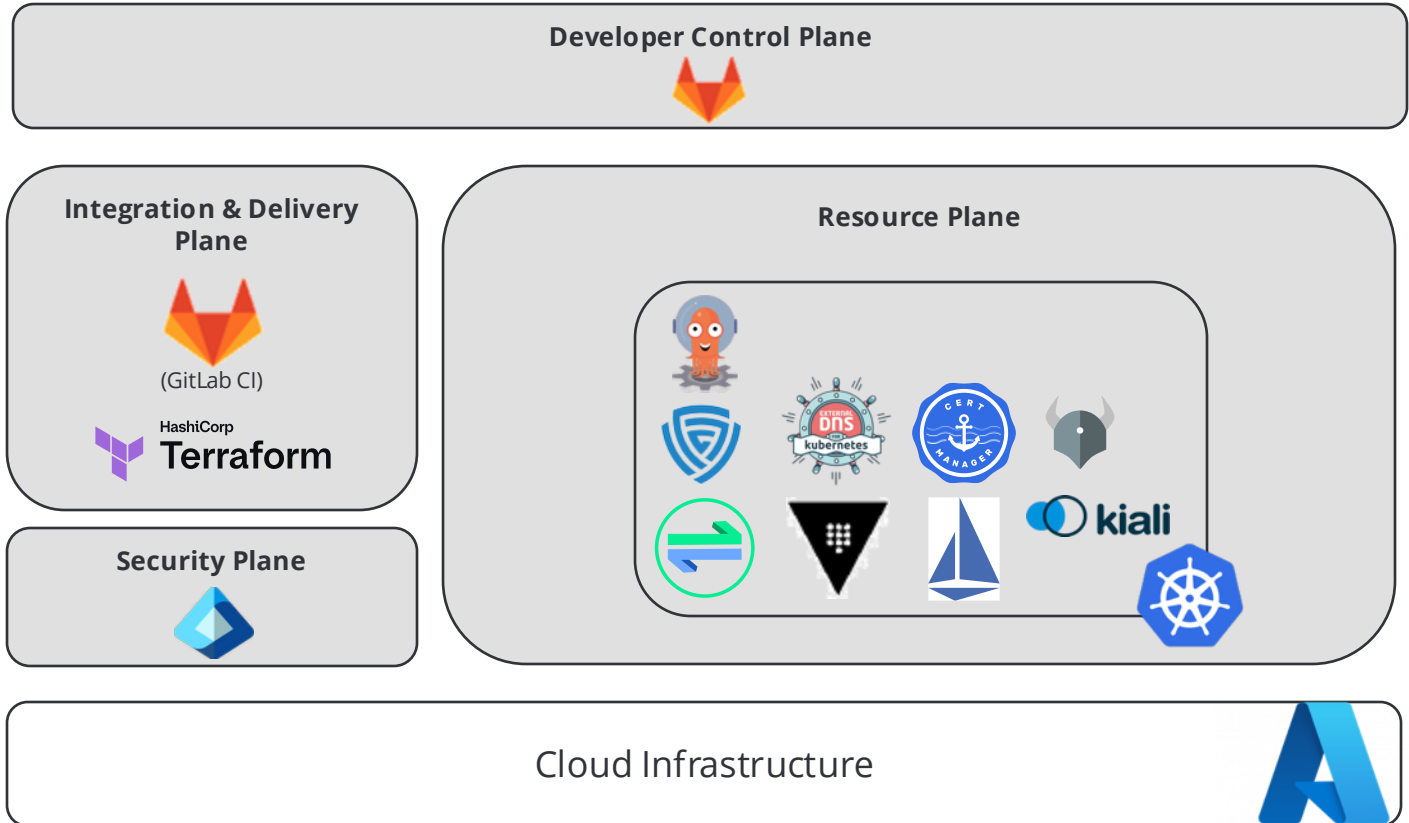 Developer Control Plane
Integration & Delivery
Plane
(GitLab CI)
HashiCorp
Terraform
Security Plane
Resource Plane
EXTERNAL
DNS
FOR
kubernetes
CERT
MANAGER
kiali
Cloud Infrastructure